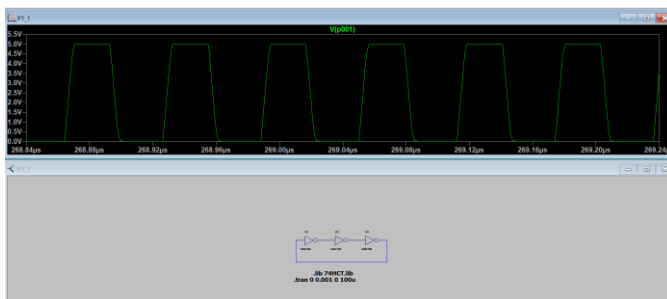 P1_1
V(p001)
5.5V
5.0V
4.5V
4.0V
3.5V
3.0V
2.5V
2.0V
1.5V
1.0V
0.5V
0.0V
268.84µs 268.88µs 268.92µs 268.96µs 269.00µs 269.04µs 269.08µs 269.12µs 269.16µs 269.20µs 269.24µs
P1_1
.lib 74HCT.lib
.tran 0 0.001 0 100u